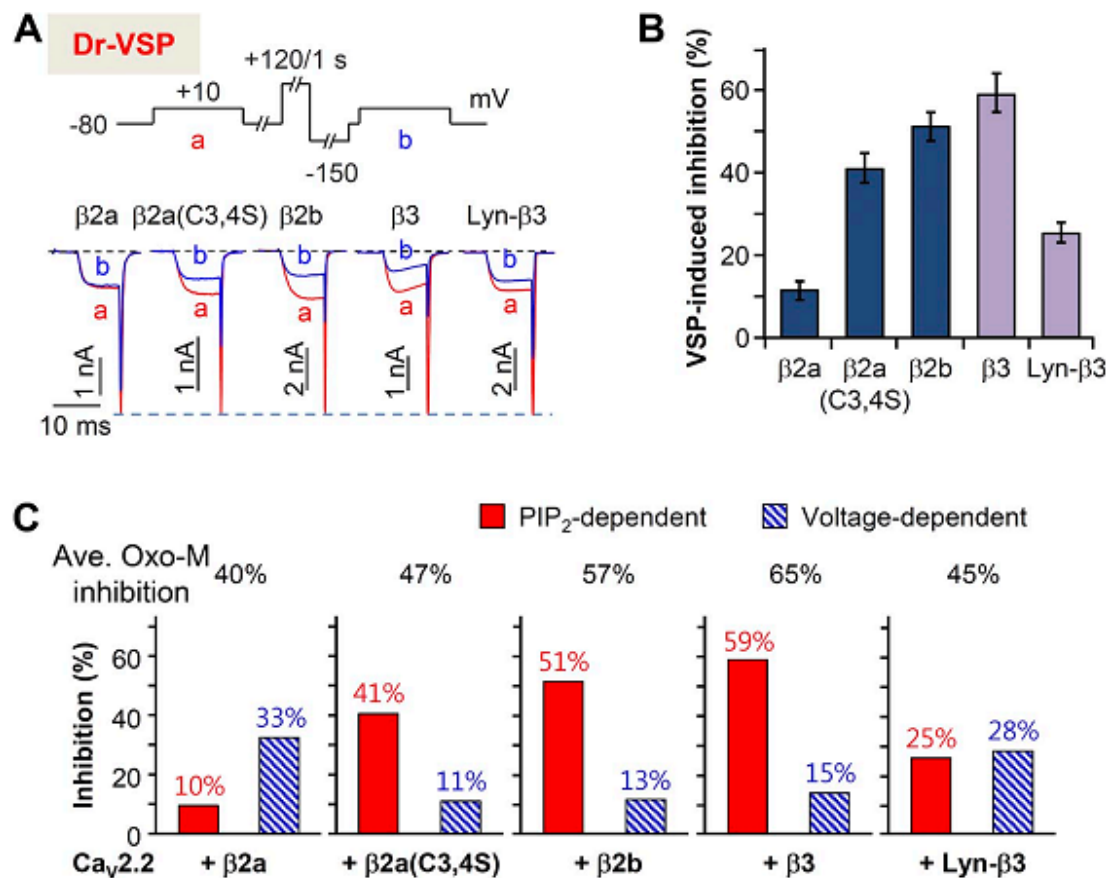 A
Dr-VSP
+120/1 s
+10
mV
-80
a
b
-150
β2a β2a(C3,4S) β2b β3 Lyn-β3
b b b b b
a a a a a
1 nA 1 nA 2 nA 1 nA 2 nA
10 ms
B
VSP-induced inhibition (%)
60
40
20
0
β2a β2a β2b β3 Lyn-β3
(C3,4S)
C
PIP₂-dependent Voltage-dependent
Ave. Oxo-M
inhibition 40% 47% 57% 65% 45%
Inhibition (%)
60
40
20
0
10% 33%
41% 11%
51% 13%
59% 15%
25% 28%
Caᵥ2.2 + β2a + β2a(C3,4S) + β2b + β3 + Lyn-β3